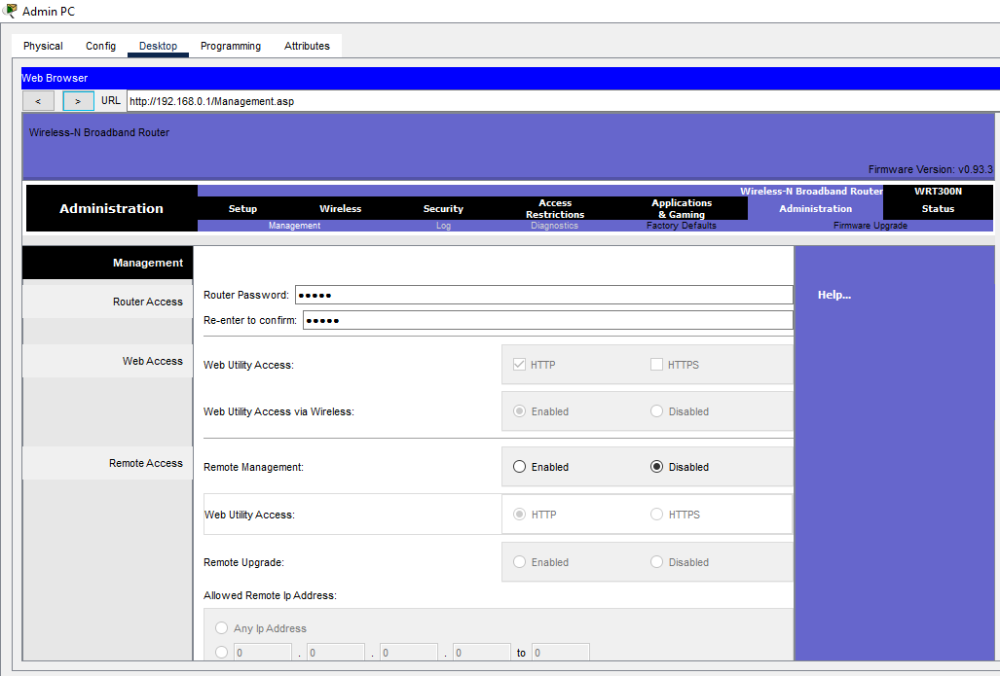 Admin PC
Physical Config Desktop Programming Attributes
Web Browser
< > URL http://192.168.0.1/Management.asp
Wireless-N Broadband Router
Firmware Version: v0.93.3
Wireless-N Broadband Router WRT300N
Administration Setup Wireless Security Access Restrictions Applications & Gaming Administration Status
Management Log Diagnostics Factory Defaults Firmware Upgrade
Management
Router Access
Router Password: •••••
Re-enter to confirm: •••••
Web Access
Web Utility Access: HTTP HTTPS
Web Utility Access via Wireless: Enabled Disabled
Remote Access
Remote Management: Enabled Disabled
Web Utility Access: HTTP HTTPS
Remote Upgrade: Enabled Disabled
Allowed Remote Ip Address:
Any Ip Address
0 . 0 . 0 . 0 to 0
Help...